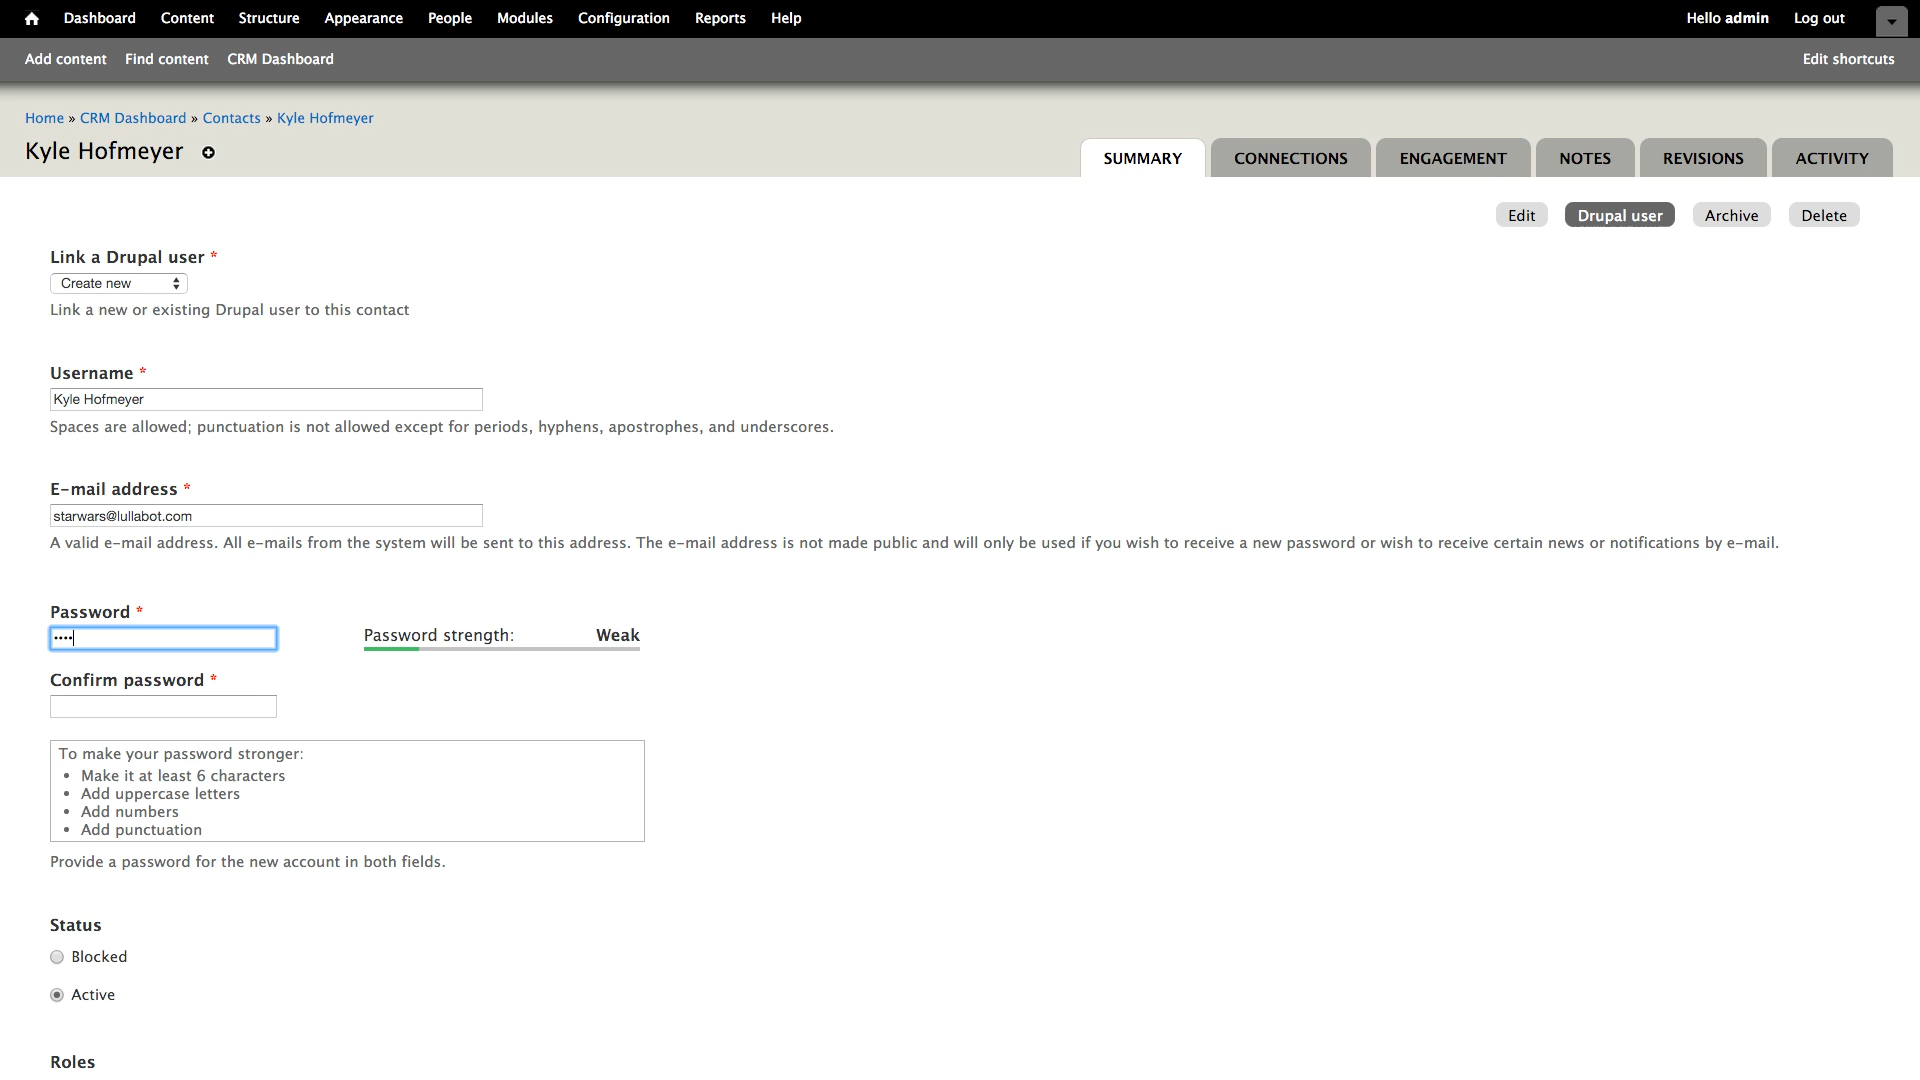 Dashboard Content Structure Appearance People Modules Configuration Reports Help Hello admin Log out
Add content Find content CRM Dashboard Edit shortcuts
Home » CRM Dashboard » Contacts » Kyle Hofmeyer
Kyle Hofmeyer
SUMMARY CONNECTIONS ENGAGEMENT NOTES REVISIONS ACTIVITY
Edit Drupal user Archive Delete
Link a Drupal user *
Create new
Link a new or existing Drupal user to this contact
Username *
Kyle Hofmeyer
Spaces are allowed; punctuation is not allowed except for periods, hyphens, apostrophes, and underscores.
E-mail address *
starwars@lullabot.com
A valid e-mail address. All e-mails from the system will be sent to this address. The e-mail address is not made public and will only be used if you wish to receive a new password or wish to receive certain news or notifications by e-mail.
Password *
•••• Password strength: Weak
Confirm password *
To make your password stronger:
• Make it at least 6 characters
• Add uppercase letters
• Add numbers
• Add punctuation
Provide a password for the new account in both fields.
Status
Blocked
Active
Roles